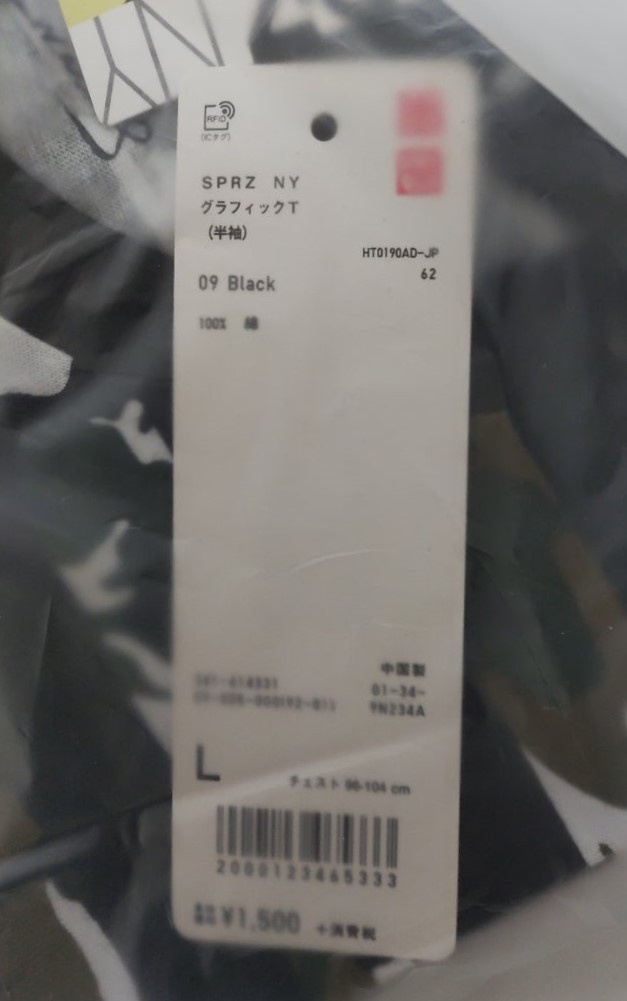 RFID
(ICタグ)
SPRZ NY
グラフィックT
(半袖)
HT0190AD-JP
62
09 Black
100% 綿
中国製
01-34-
9N234A
L
チェスト 96-104 cm
2000123465333
¥1,500 +消費税